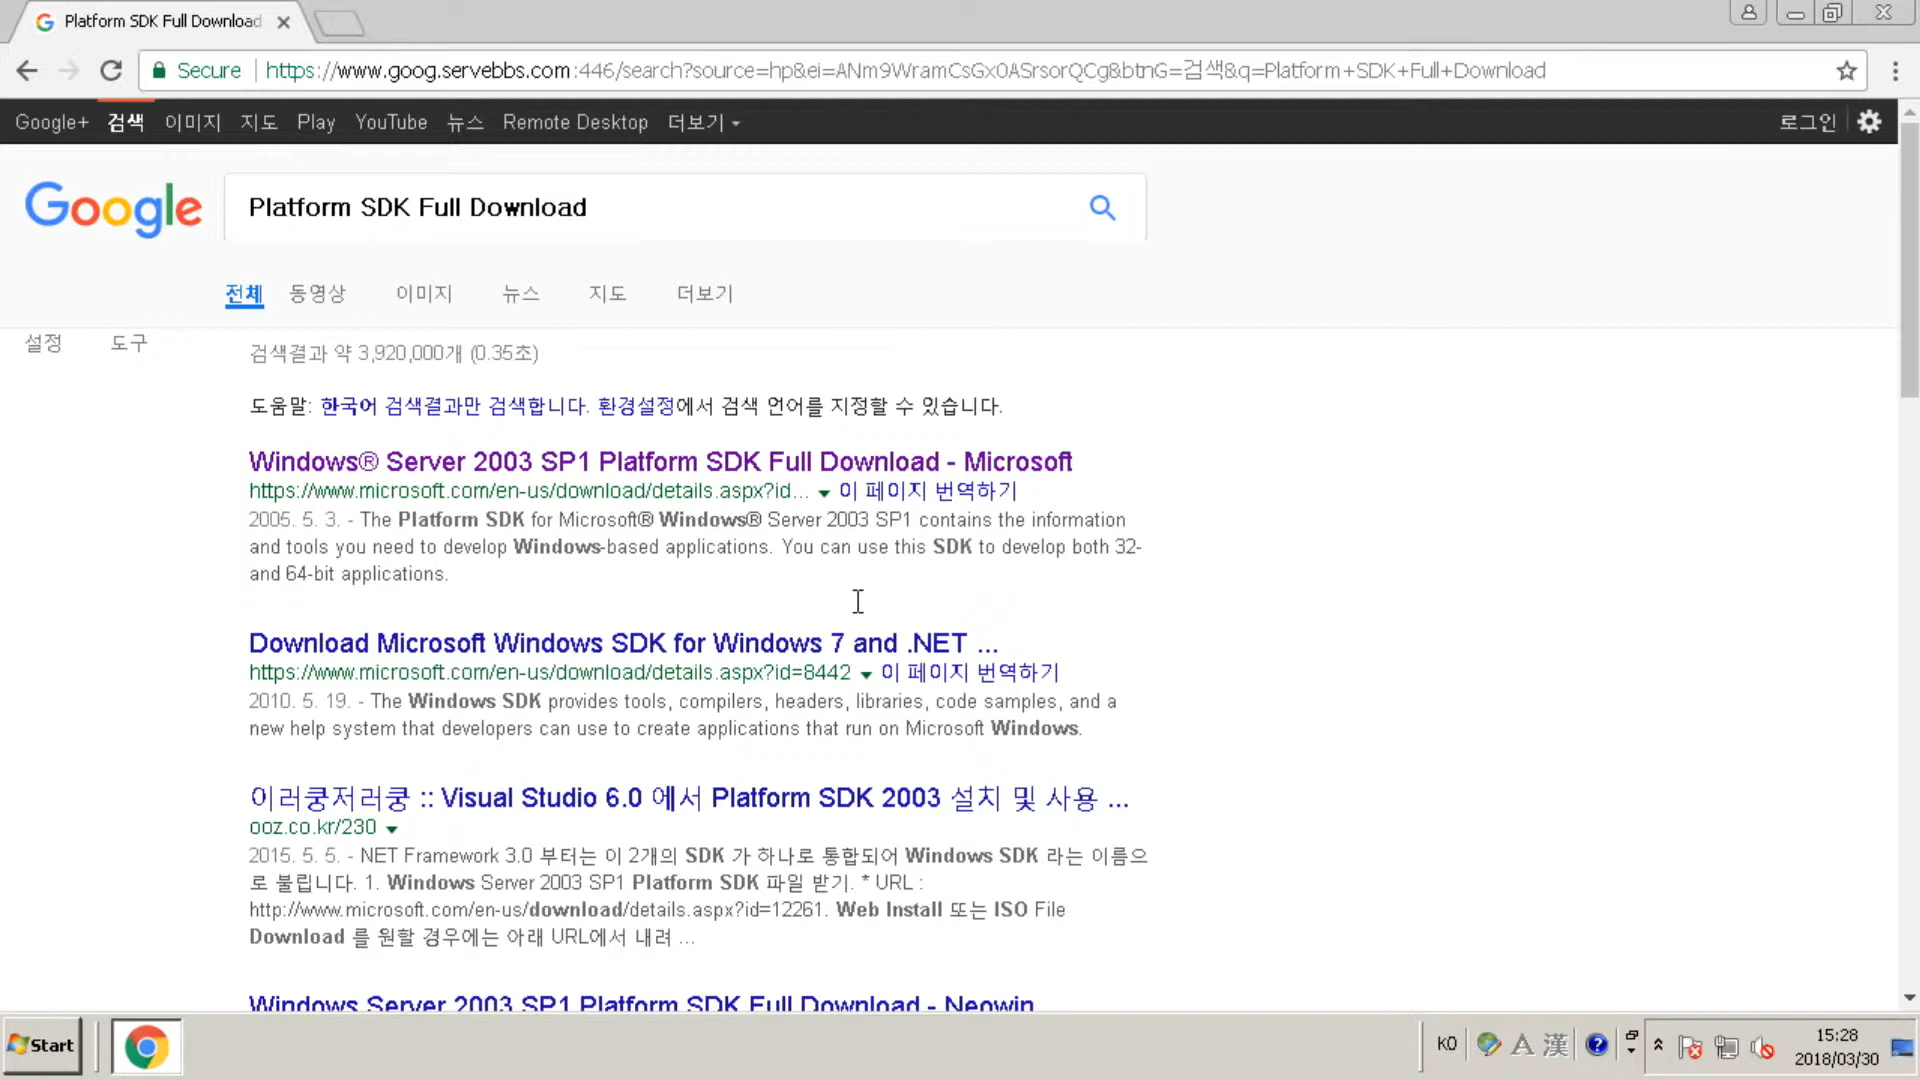 Platform SDK Full Download
Secure https://www.goog.servebbs.com:446/search?source=hp&ei=ANm9WramCsGx0ASrsorQCg&btnG=검색&q=Platform+SDK+Full+Download
Google+ 검색 이미지 지도 Play YouTube 뉴스 Remote Desktop 더보기 로그인
Google Platform SDK Full Download
전체 동영상 이미지 뉴스 지도 더보기
설정 도구
검색결과 약 3,920,000개 (0.35초)
도움말: 한국어 검색결과만 검색합니다. 환경설정에서 검색 언어를 지정할 수 있습니다.
Windows® Server 2003 SP1 Platform SDK Full Download - Microsoft
https://www.microsoft.com/en-us/download/details.aspx?id... 이 페이지 번역하기
2005. 5. 3. - The Platform SDK for Microsoft® Windows® Server 2003 SP1 contains the information
and tools you need to develop Windows-based applications. You can use this SDK to develop both 32-
and 64-bit applications.
Download Microsoft Windows SDK for Windows 7 and .NET ...
https://www.microsoft.com/en-us/download/details.aspx?id=8442 이 페이지 번역하기
2010. 5. 19. - The Windows SDK provides tools, compilers, headers, libraries, code samples, and a
new help system that developers can use to create applications that run on Microsoft Windows.
이러쿵저러쿵 :: Visual Studio 6.0 에서 Platform SDK 2003 설치 및 사용 ...
ooz.co.kr/230
2015. 5. 5. - NET Framework 3.0 부터는 이 2개의 SDK 가 하나로 통합되어 Windows SDK 라는 이름으
로 불립니다. 1. Windows Server 2003 SP1 Platform SDK 파일 받기. * URL :
http://www.microsoft.com/en-us/download/details.aspx?id=12261. Web Install 또는 ISO File
Download 를 원할 경우에는 아래 URL에서 내려 ...
Windows Server 2003 SP1 Platform SDK Full Download - Neowin
Start KO A 漢 15:28
2018/03/30